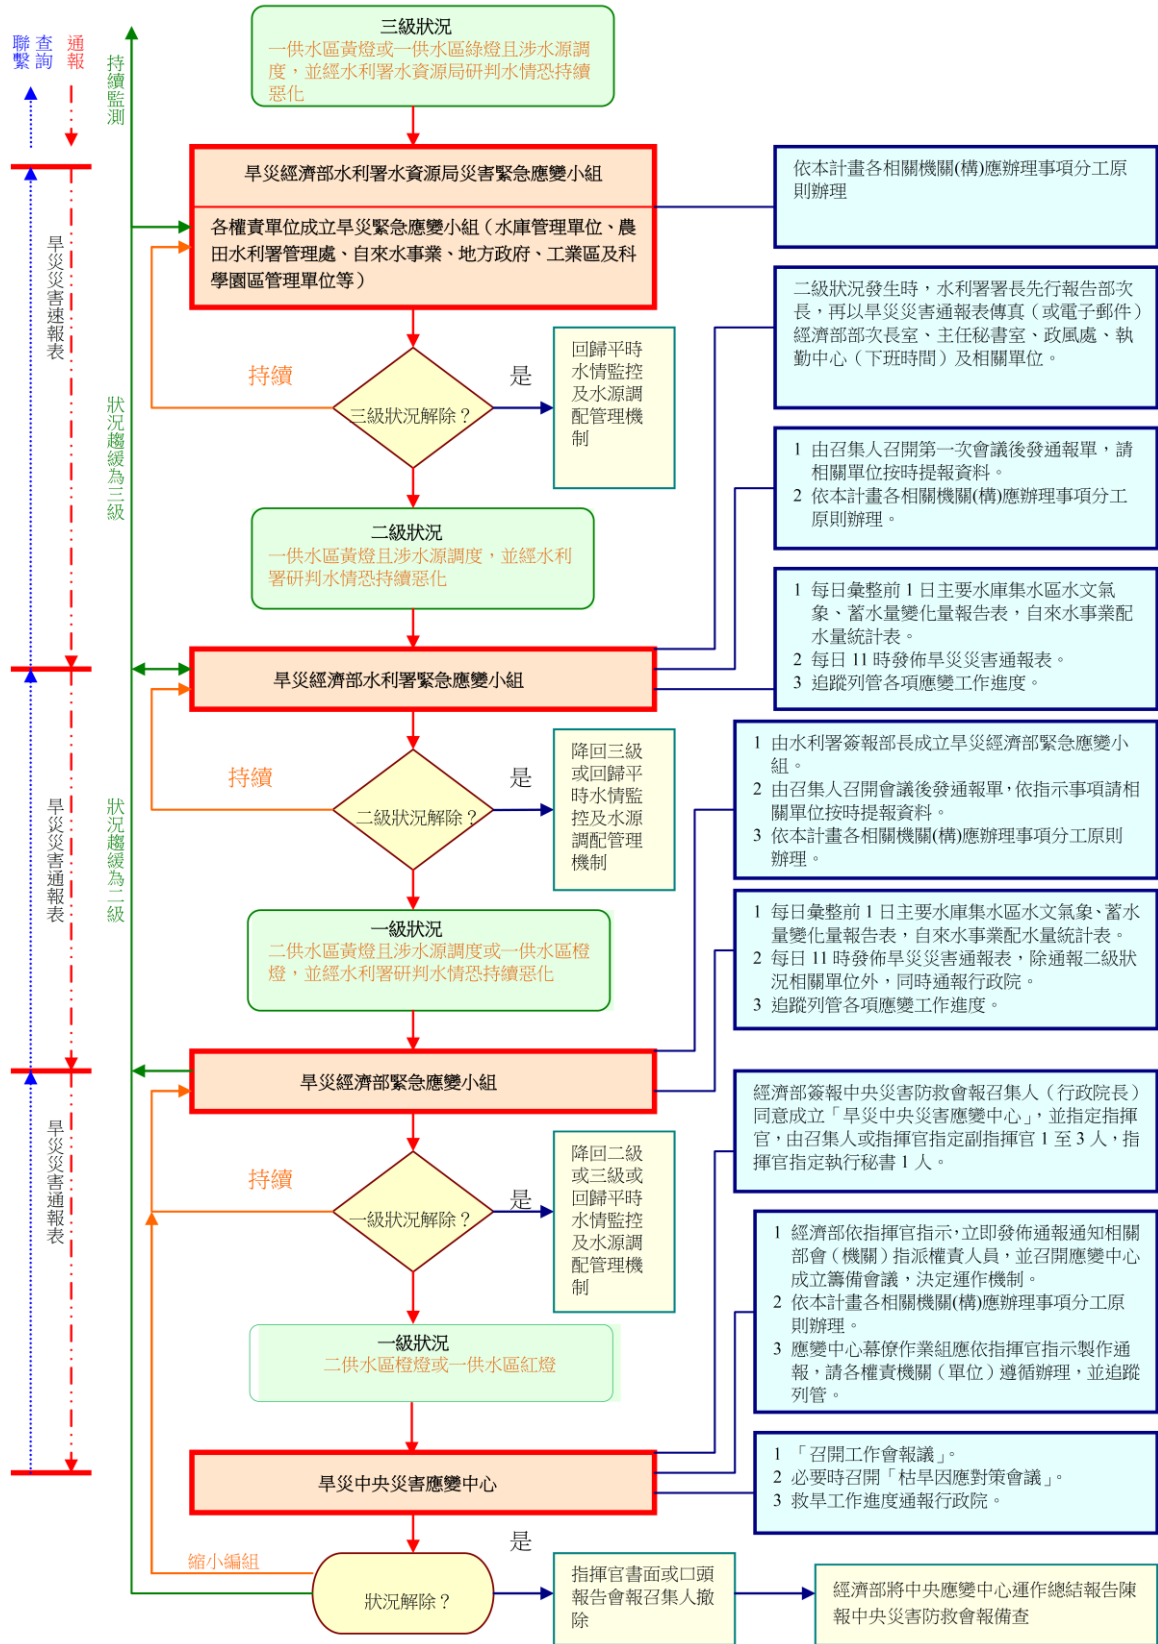 聯繫
查詢
通報
持續監測
三級狀況
一供水區黃燈或一供水區綠燈且涉水源調
度，並經水利署水資源局研判水情恐持續
惡化
旱災經濟部水利署水資源局災害緊急應變小組
各權責單位成立旱災緊急應變小組（水庫管理單位、農
田水利署管理處、自來水事業、地方政府、工業區及科
學園區管理單位等）
依本計畫各相關機關(構)應辦理事項分工原
則辦理
旱災災害速報表
二級狀況發生時，水利署署長先行報告部次
長，再以旱災災害通報表傳真（或電子郵件）
經濟部部次長室、主任秘書室、政風處、執
勤中心（下班時間）及相關單位。
持續
三級狀況解除？
是
回歸平時
水情監控
及水源調
配管理機
制
狀況趨緩為三級
1 由召集人召開第一次會議後發通報單，請
相關單位按時提報資料。
2 依本計畫各相關機關(構)應辦理事項分工
原則辦理。
二級狀況
一供水區黃燈且涉水源調度，並經水利
署研判水情恐持續惡化
1 每日彙整前 1 日主要水庫集水區水文氣
象、蓄水量變化量報告表，自來水事業配
水量統計表。
2 每日 11 時發佈旱災災害通報表。
3 追蹤列管各項應變工作進度。
旱災經濟部水利署緊急應變小組
持續
二級狀況解除？
是
降回三級
或回歸平
時水情監
控及水源
調配管理
機制
旱災災害通報表
狀況趨緩為二級
1 由水利署簽報部長成立旱災經濟部緊急應變小
組。
2 由召集人召開會議後發通報單，依指示事項請相
關單位按時提報資料。
3 依本計畫各相關機關(構)應辦理事項分工原則
辦理。
一級狀況
二供水區黃燈且涉水源調度或一供水區橙
燈，並經水利署研判水情恐持續惡化
1 每日彙整前 1 日主要水庫集水區水文氣象、蓄水
量變化量報告表，自來水事業配水量統計表。
2 每日 11 時發佈旱災災害通報表，除通報二級狀
況相關單位外，同時通報行政院。
3 追蹤列管各項應變工作進度。
旱災經濟部緊急應變小組
經濟部簽報中央災害防救會報召集人（行政院長）
同意成立「旱災中央災害應變中心」，並指定指揮
官，由召集人或指揮官指定副指揮官 1 至 3 人，指
揮官指定執行秘書 1 人。
旱災災害通報表
持續
一級狀況解除？
是
降回二級
或三級或
回歸平時
水情監控
及水源調
配管理機
制
1 經濟部依指揮官指示，立即發佈通報通知相關
部會（機關）指派權責人員，並召開應變中心
成立籌備會議，決定運作機制。
2 依本計畫各相關機關(構)應辦理事項分工原
則辦理。
3 應變中心幕僚作業組應依指揮官指示製作通
報，請各權責機關（單位）遵循辦理，並追蹤
列管。
一級狀況
二供水區橙燈或一供水區紅燈
旱災中央災害應變中心
1 「召開工作會報議」。
2 必要時召開「枯旱因應對策會議」。
3 救旱工作進度通報行政院。
縮小編組
狀況解除？
是
指揮官書面或口頭
報告會報召集人撤
除
經濟部將中央應變中心運作總結報告陳
報中央災害防救會報備查